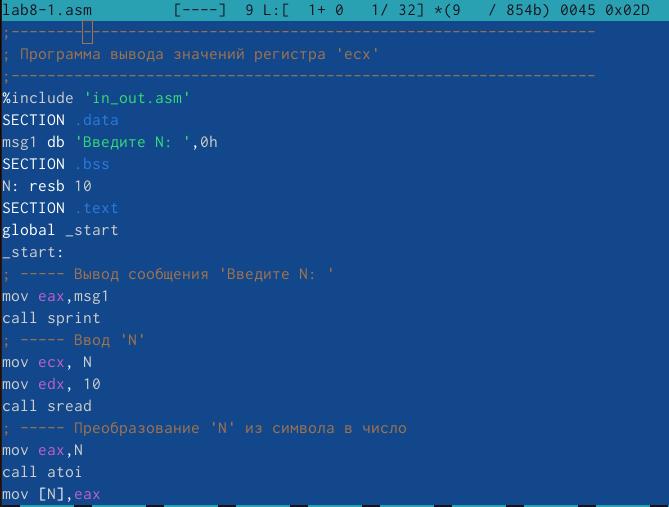 lab8-1.asm [----] 9 L:[ 1+ 0 1/ 32] *(9 / 854b) 0045 0x02D
;-----------------------------------------------------------------
; Программа вывода значений регистра 'ecx'
;-----------------------------------------------------------------
%include 'in_out.asm'
SECTION .data
msg1 db 'Введите N: ',0h
SECTION .bss
N: resb 10
SECTION .text
global _start
_start:
; ----- Вывод сообщения 'Введите N: '
mov eax,msg1
call sprint
; ----- Ввод 'N'
mov ecx, N
mov edx, 10
call sread
; ----- Преобразование 'N' из символа в число
mov eax,N
call atoi
mov [N],eax